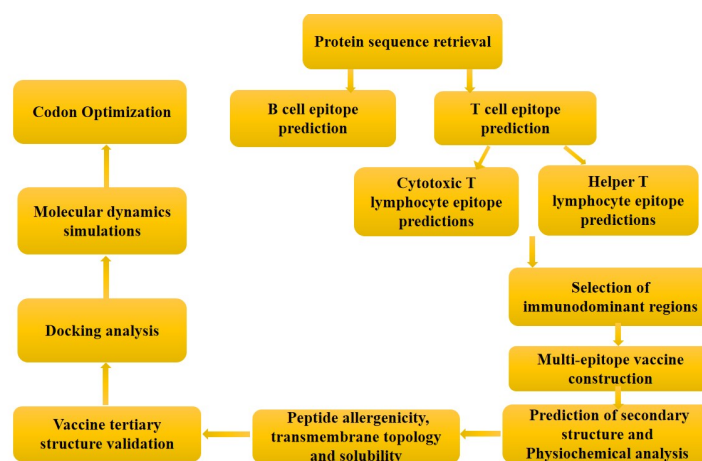 Protein sequence retrieval
B cell epitope
prediction
T cell epitope
prediction
Cytotoxic T
lymphocyte epitope
predictions
Helper T
lymphocyte epitope
predictions
Selection of
immunodominant
regions
Multi-epitope vaccine
construction
Prediction of secondary
structure and
Physiochemical analysis
Peptide allergenicity,
transmembrane topology
and solubility
Vaccine tertiary
structure validation
Docking analysis
Molecular dynamics
simulations
Codon Optimization